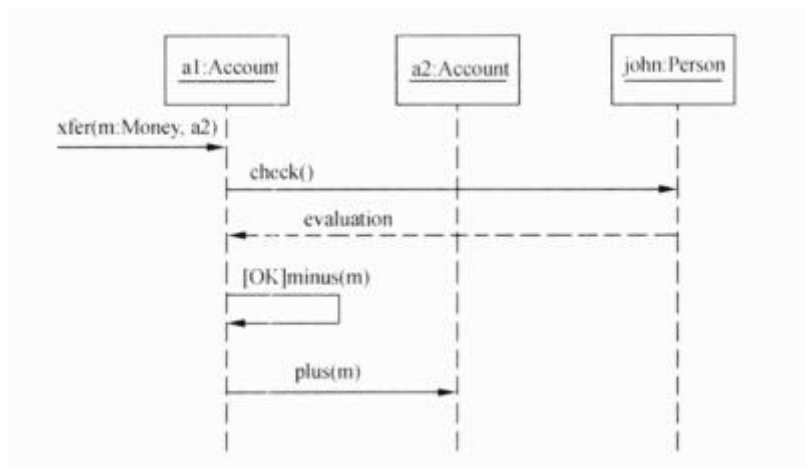 a1:Account
a2:Account
john:Person
xfer(m:Money, a2)
check()
evaluation
[OK]minus(m)
plus(m)